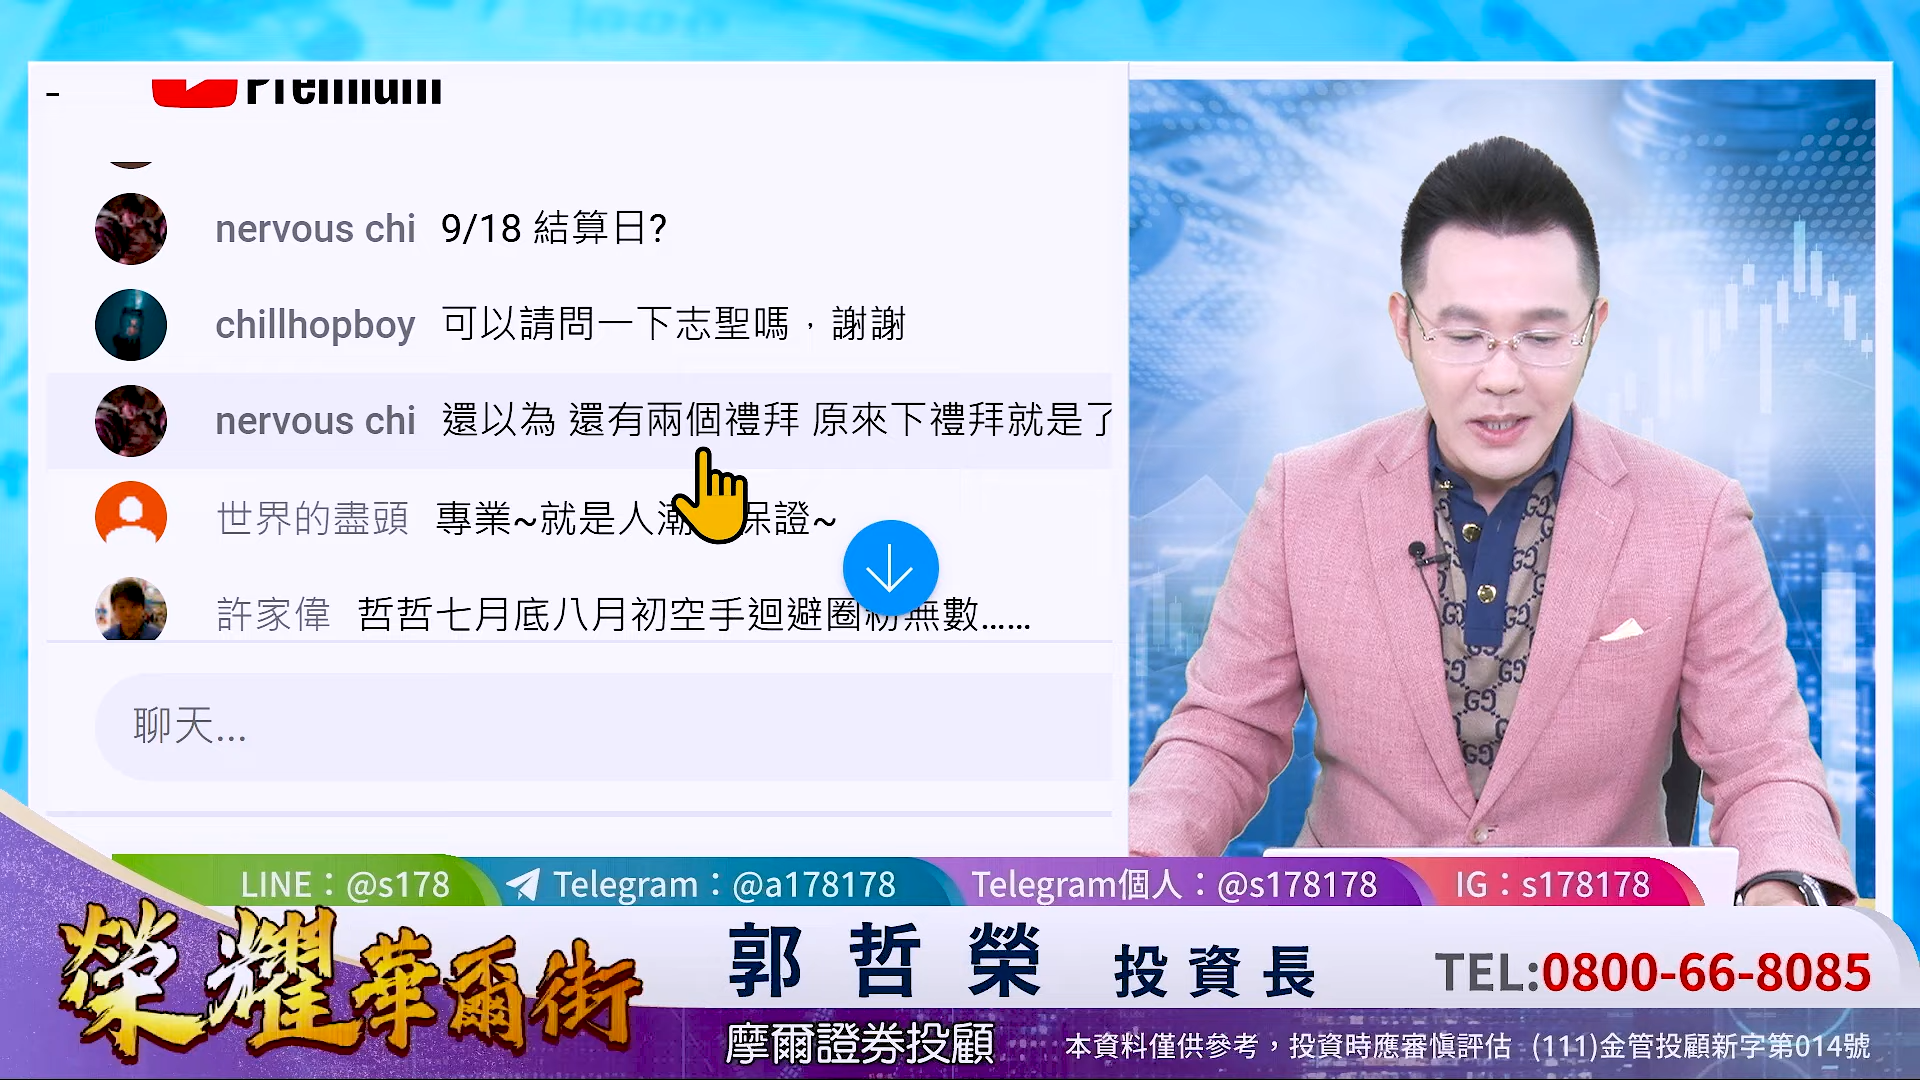 Premium
nervous chi 9/18 結算日?
chillhopboy 可以請問一下志聖嗎，謝謝
nervous chi 還以為 還有兩個禮拜 原來下禮拜就是了
世界的盡頭 專業~就是人潮 保證~
許家偉 哲哲七月底八月初空手迴避圈粉無數......
聊天...
LINE：@s178 Telegram：@a178178 Telegram個人：@s178178 IG：s178178
榮耀華爾街
郭哲榮 投資長 TEL:0800-66-8085
摩爾證券投顧 本資料僅供參考，投資時應審慎評估 (111)金管投顧新字第014號